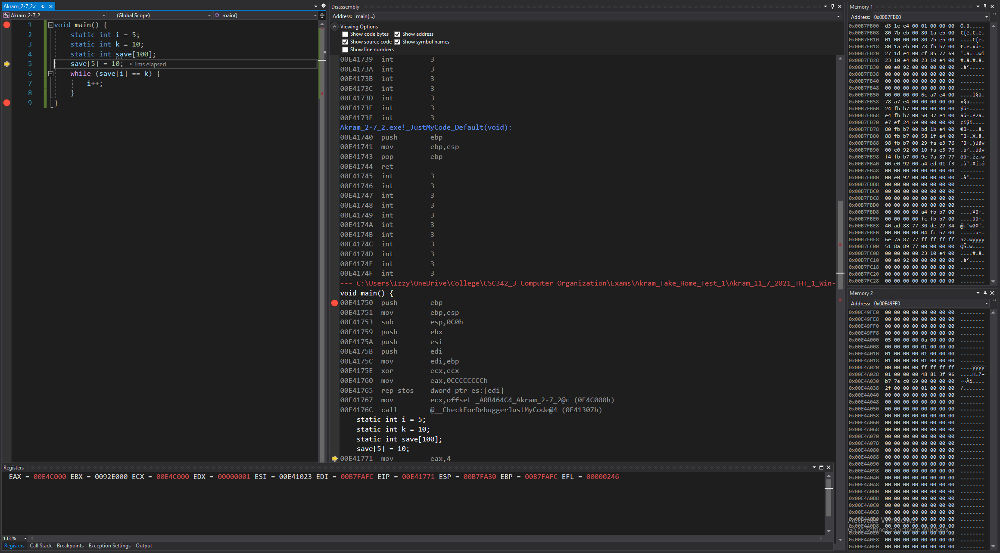 Akram_2-7_2.c
Akram_2-7_2 (Global Scope) main()
1 void main() {
2 static int i = 5;
3 static int k = 10;
4 static int save[100];
5 save[5] = 10; ≤ 1ms elapsed
6 while (save[i] == k) {
7 i++;
8 }
9 }
Disassembly
Address: main(...)
Viewing Options
Show code bytes Show address
Show source code Show symbol names
Show line numbers
00E41739 int 3
00E4173A int 3
00E4173B int 3
00E4173C int 3
00E4173D int 3
00E4173E int 3
00E4173F int 3
Akram_2-7_2.exe!_JustMyCode_Default(void):
00E41740 push ebp
00E41741 mov ebp,esp
00E41743 pop ebp
00E41744 ret
00E41745 int 3
00E41746 int 3
00E41747 int 3
00E41748 int 3
00E41749 int 3
00E4174A int 3
00E4174B int 3
00E4174C int 3
00E4174D int 3
00E4174E int 3
00E4174F int 3
--- C:\Users\Izzy\OneDrive\College\CSC342_3 Computer Organization\Exams\Akram_Take_Home_Test_1\Akram_11_7_2021_THT_1_Win-
void main() {
00E41750 push ebp
00E41751 mov ebp,esp
00E41753 sub esp,0C0h
00E41759 push ebx
00E4175A push esi
00E4175B push edi
00E4175C mov edi,ebp
00E4175E xor ecx,ecx
00E41760 mov eax,0CCCCCCCCh
00E41765 rep stos dword ptr es:[edi]
00E41767 mov ecx,offset _A0B464C4_Akram_2-7_2@c (0E4C000h)
00E4176C call @__CheckForDebuggerJustMyCode@4 (0E41307h)
static int i = 5;
static int k = 10;
static int save[100];
save[5] = 10;
00E41771 mov eax,4
Memory 1
Address: 0x00B7FB00
0x00B7FB00 d3 1e e4 00 01 00 00 00 Ó.ä.....
0x00B7FB08 80 7b eb 00 80 1a eb 00 €{ë.€.ë.
0x00B7FB10 01 00 00 00 80 7b eb 00 ....€{ë.
0x00B7FB18 80 1a eb 00 78 fb b7 00 €.ë.xû·.
0x00B7FB20 27 1d e4 00 cf 85 77 69 '.ä.Ï.wi
0x00B7FB28 23 10 e4 00 23 10 e4 00 #.ä.#.ä.
0x00B7FB30 00 e0 92 00 00 00 00 00 .à’.....
0x00B7FB38 00 00 00 00 00 00 00 00 ........
0x00B7FB40 00 00 00 00 00 00 00 00 ........
0x00B7FB48 00 00 00 00 00 00 00 00 ........
0x00B7FB50 00 00 00 00 6c a7 e4 00 ....l§ä.
0x00B7FB58 78 a7 e4 00 00 00 00 00 x§ä.....
0x00B7FB60 24 fb b7 00 00 00 00 00 $û·.....
0x00B7FB68 e4 fb b7 00 50 37 e4 00 äû·.P7ä.
0x00B7FB70 e7 ef 24 69 00 00 00 00 çï$i....
0x00B7FB78 80 fb b7 00 bd 1b e4 00 €û·...ä.
0x00B7FB80 88 fb b7 00 58 1f e4 00 ˆû·.X.ä.
0x00B7FB88 98 fb b7 00 29 fa e3 76 ˜û·.)úãv
0x00B7FB90 00 e0 92 00 10 fa e3 76 .à’..úãv
0x00B7FB98 f4 fb b7 00 9e 7a 87 77 ôû·.žz.w
0x00B7FBA0 00 e0 92 00 a4 ed 01 f3 .à’.¤í.ó
0x00B7FBA8 00 00 00 00 00 00 00 00 ........
0x00B7FBB0 00 e0 92 00 00 00 00 00 .à’.....
0x00B7FBB8 00 00 00 00 00 00 00 00 ........
0x00B7FBC0 00 00 00 00 00 00 00 00 ........
0x00B7FBC8 00 00 00 00 00 00 00 00 ........
0x00B7FBD0 00 00 00 00 00 00 00 00 ........
0x00B7FBD8 00 00 00 00 a4 fb b7 00 ....¤û·.
0x00B7FBE0 00 00 00 00 fc fb b7 00 ....üû·.
0x00B7FBE8 40 ad 88 77 30 de 27 84 @.ˆw0Þ'.
0x00B7FBF0 00 00 00 00 04 fc b7 00 .....ü·.
0x00B7FBF8 6e 7a 87 77 ff ff ff ff nz.wÿÿÿÿ
0x00B7FC00 51 8a 89 77 00 00 00 00 QŠ.w....
0x00B7FC08 00 00 00 00 23 10 e4 00 ....#.ä.
0x00B7FC10 00 e0 92 00 00 00 00 00 .à’.....
0x00B7FC18 00 00 00 00 00 00 00 00 ........
0x00B7FC20 00 00 00 00 00 00 00 00 ........
0x00B7FC28 00 00 00 00 00 00 00 00 ........
Memory 2
Address: 0x00E49FE0
0x00E49FE0 00 00 00 00 00 00 00 00 ........
0x00E49FE8 00 00 00 00 00 00 00 00 ........
0x00E49FF0 00 00 00 00 00 00 00 00 ........
0x00E49FF8 00 00 00 00 00 00 00 00 ........
0x00E4A000 05 00 00 00 0a 00 00 00 ........
0x00E4A008 00 00 00 00 01 00 00 00 ........
0x00E4A010 01 00 00 00 01 00 00 00 ........
0x00E4A018 01 00 00 00 01 00 00 00 ........
0x00E4A020 00 00 00 00 ff ff ff ff ....ÿÿÿÿ
0x00E4A028 01 00 00 00 48 81 3f 96 ....H.?–
0x00E4A030 b7 7e c0 69 00 00 00 00 ·~Ài....
0x00E4A038 2f 00 00 00 01 00 00 00 /.......
0x00E4A040 00 00 00 00 00 00 00 00 ........
0x00E4A048 00 00 00 00 00 00 00 00 ........
0x00E4A050 00 00 00 00 00 00 00 00 ........
0x00E4A058 00 00 00 00 00 00 00 00 ........
0x00E4A060 00 00 00 00 00 00 00 00 ........
0x00E4A068 00 00 00 00 00 00 00 00 ........
0x00E4A070 00 00 00 00 00 00 00 00 ........
0x00E4A078 00 00 00 00 00 00 00 00 ........
0x00E4A080 00 00 00 00 00 00 00 00 ........
0x00E4A088 00 00 00 00 00 00 00 00 ........
0x00E4A090 00 00 00 00 00 00 00 00 ........
0x00E4A098 00 00 00 00 00 00 00 00 ........
0x00E4A0A0 00 00 00 00 00 00 00 00 ........
0x00E4A0A8 00 00 00 00 00 00 00 00 ........
0x00E4A0B0 00 00 00 00 00 00 00 00 ........
0x00E4A0B8 00 00 00 00 00 00 00 00 ........
0x00E4A0C0 00 00 00 00 00 00 00 00 ........
0x00E4A0C8 00 00 00 00 00 00 00 00 ........
0x00E4A0D0 00 00 00 00 00 00 00 00 ........
0x00E4A0D8 00 00 00 00 00 00 00 00 ........
0x00E4A0E0 00 00 00 00 00 00 00 00 ........
0x00E4A0E8 00 00 00 00 00 00 00 00 ........
0x00E4A0F0 00 00 00 00 00 00 00 00 ........
Activate Windows
Go to Settings to activate Windows.
Registers
EAX = 00E4C000 EBX = 0092E000 ECX = 00E4C000 EDX = 00000001 ESI = 00E41023 EDI = 00B7FAFC EIP = 00E41771 ESP = 00B7FA30 EBP = 00B7FAFC EFL = 00000246
133 %
Registers Call Stack Breakpoints Exception Settings Output